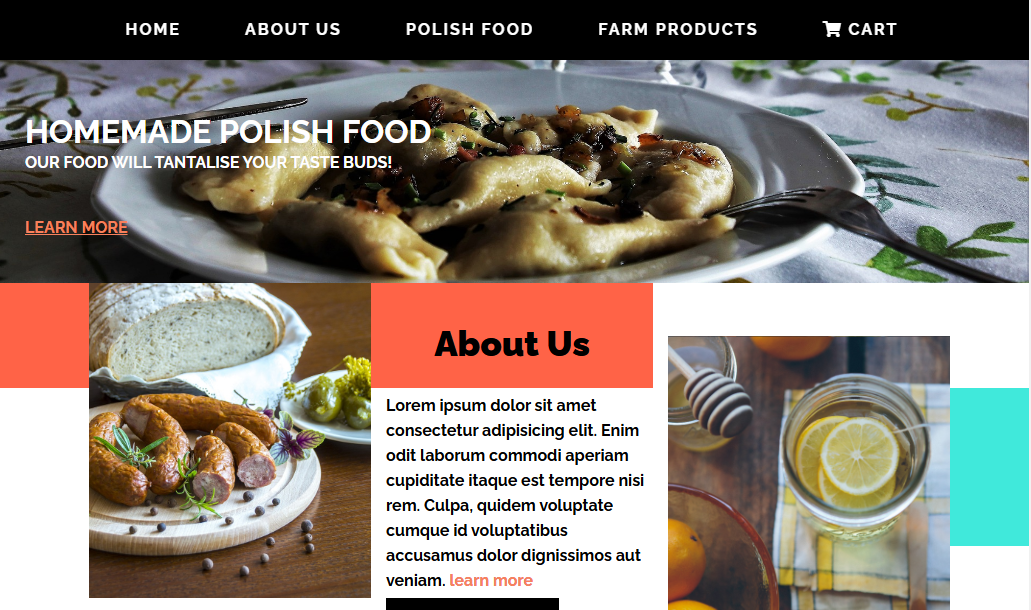 HOME ABOUT US POLISH FOOD FARM PRODUCTS CART
HOMEMADE POLISH FOOD
OUR FOOD WILL TANTALISE YOUR TASTE BUDS!
LEARN MORE
About Us
Lorem ipsum dolor sit amet
consectetur adipisicing elit. Enim
odit laborum commodi aperiam
cupiditate itaque est tempore nisi
rem. Culpa, quidem voluptate
cumque id voluptatibus
accusamus dolor dignissimos aut
veniam. learn more